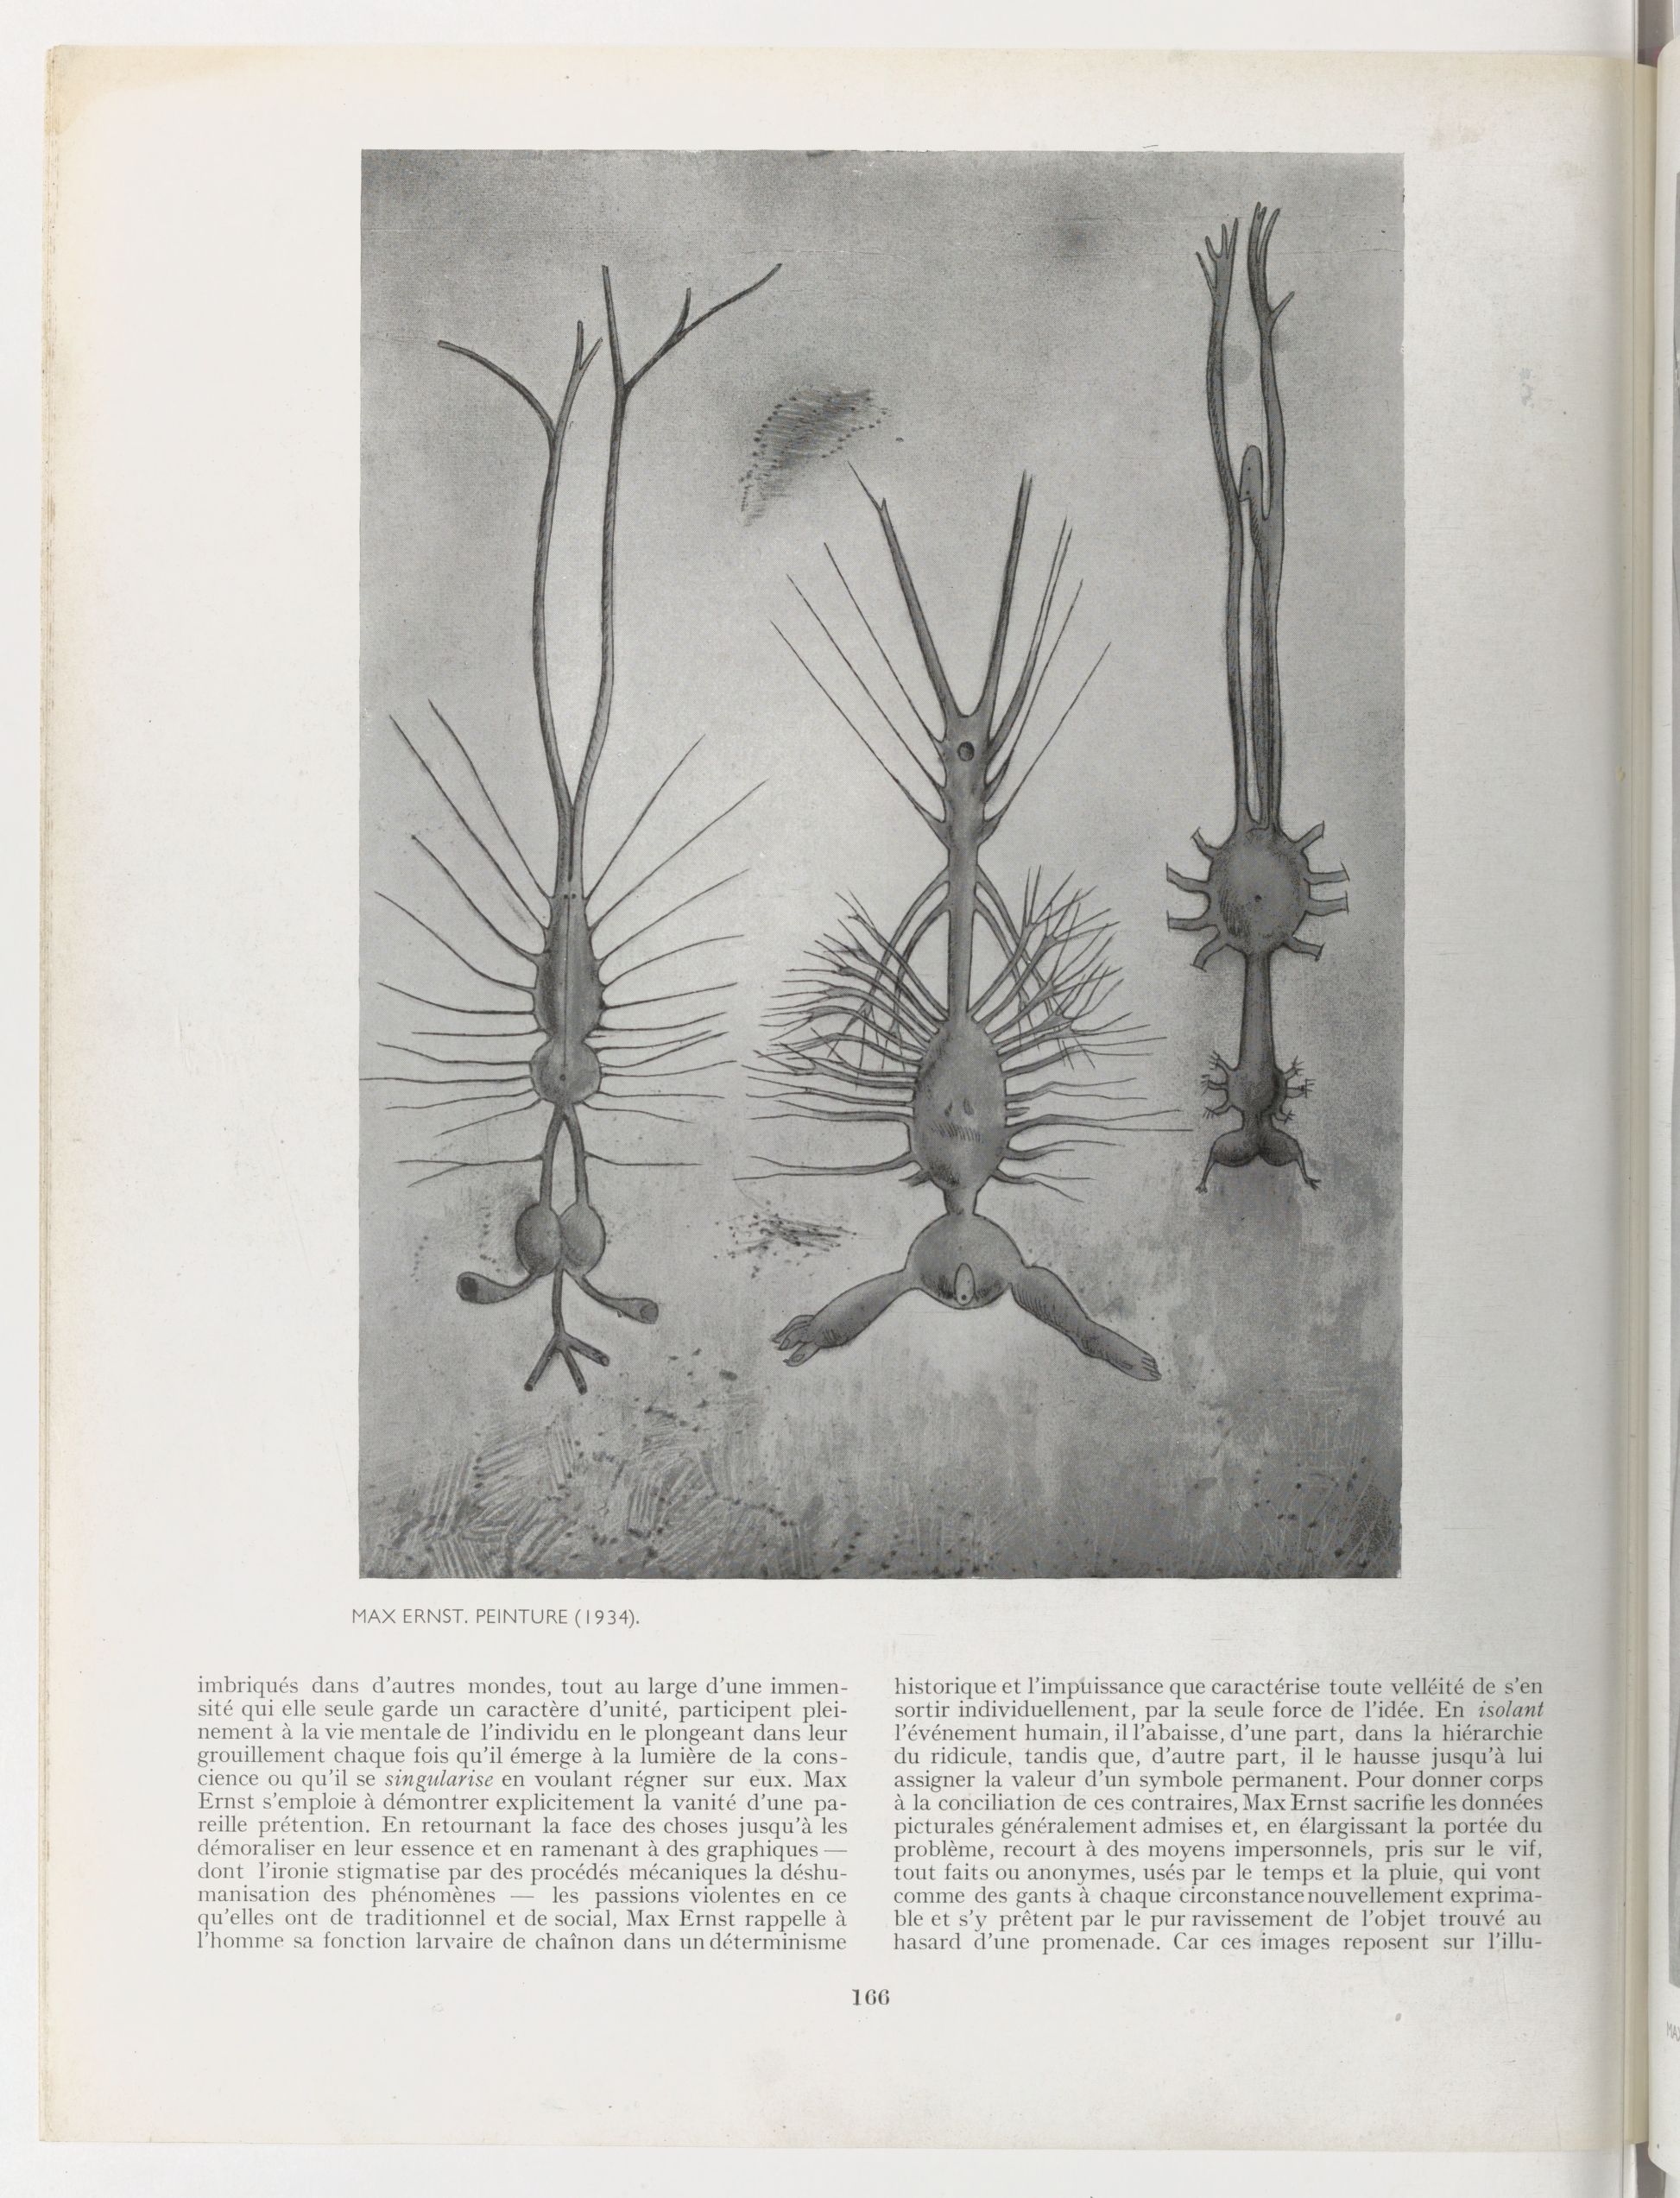 MAX ERNST. PEINTURE (1934).
imbriqués dans d'autres mondes, tout au large d'une immen-
sité qui elle seule garde un caractère d'unité, participent plei-
nement à la vie mentale de l'individu en le plongeant dans leur
grouillement chaque fois qu'il émerge à la lumière de la cons-
cience ou qu'il se singularise en voulant régner sur eux. Max
Ernst s'emploie à démontrer explicitement la vanité d'une pa-
reille prétention. En retournant la face des choses jusqu'à les
démoraliser en leur essence et en ramenant à des graphiques —
dont l'ironie stigmatise par des procédés mécaniques la déshu-
manisation des phénomènes — les passions violentes en ce
qu'elles ont de traditionnel et de social, Max Ernst rappelle à
l'homme sa fonction larvaire de chaînon dans un déterminisme
historique et l'impuissance que caractérise toute velléité de s'en
sortir individuellement, par la seule force de l'idée. En isolant
l'événement humain, il l'abaisse, d'une part, dans la hiérarchie
du ridicule, tandis que, d'autre part, il le hausse jusqu'à lui
assigner la valeur d'un symbole permanent. Pour donner corps
à la conciliation de ces contraires, Max Ernst sacrifie les données
picturales généralement admises et, en élargissant la portée du
problème, recourt à des moyens impersonnels, pris sur le vif,
tout faits ou anonymes, usés par le temps et la pluie, qui vont
comme des gants à chaque circonstance nouvellement exprima-
ble et s'y prêtent par le pur ravissement de l'objet trouvé au
hasard d'une promenade. Car ces images reposent sur l'illu-
166